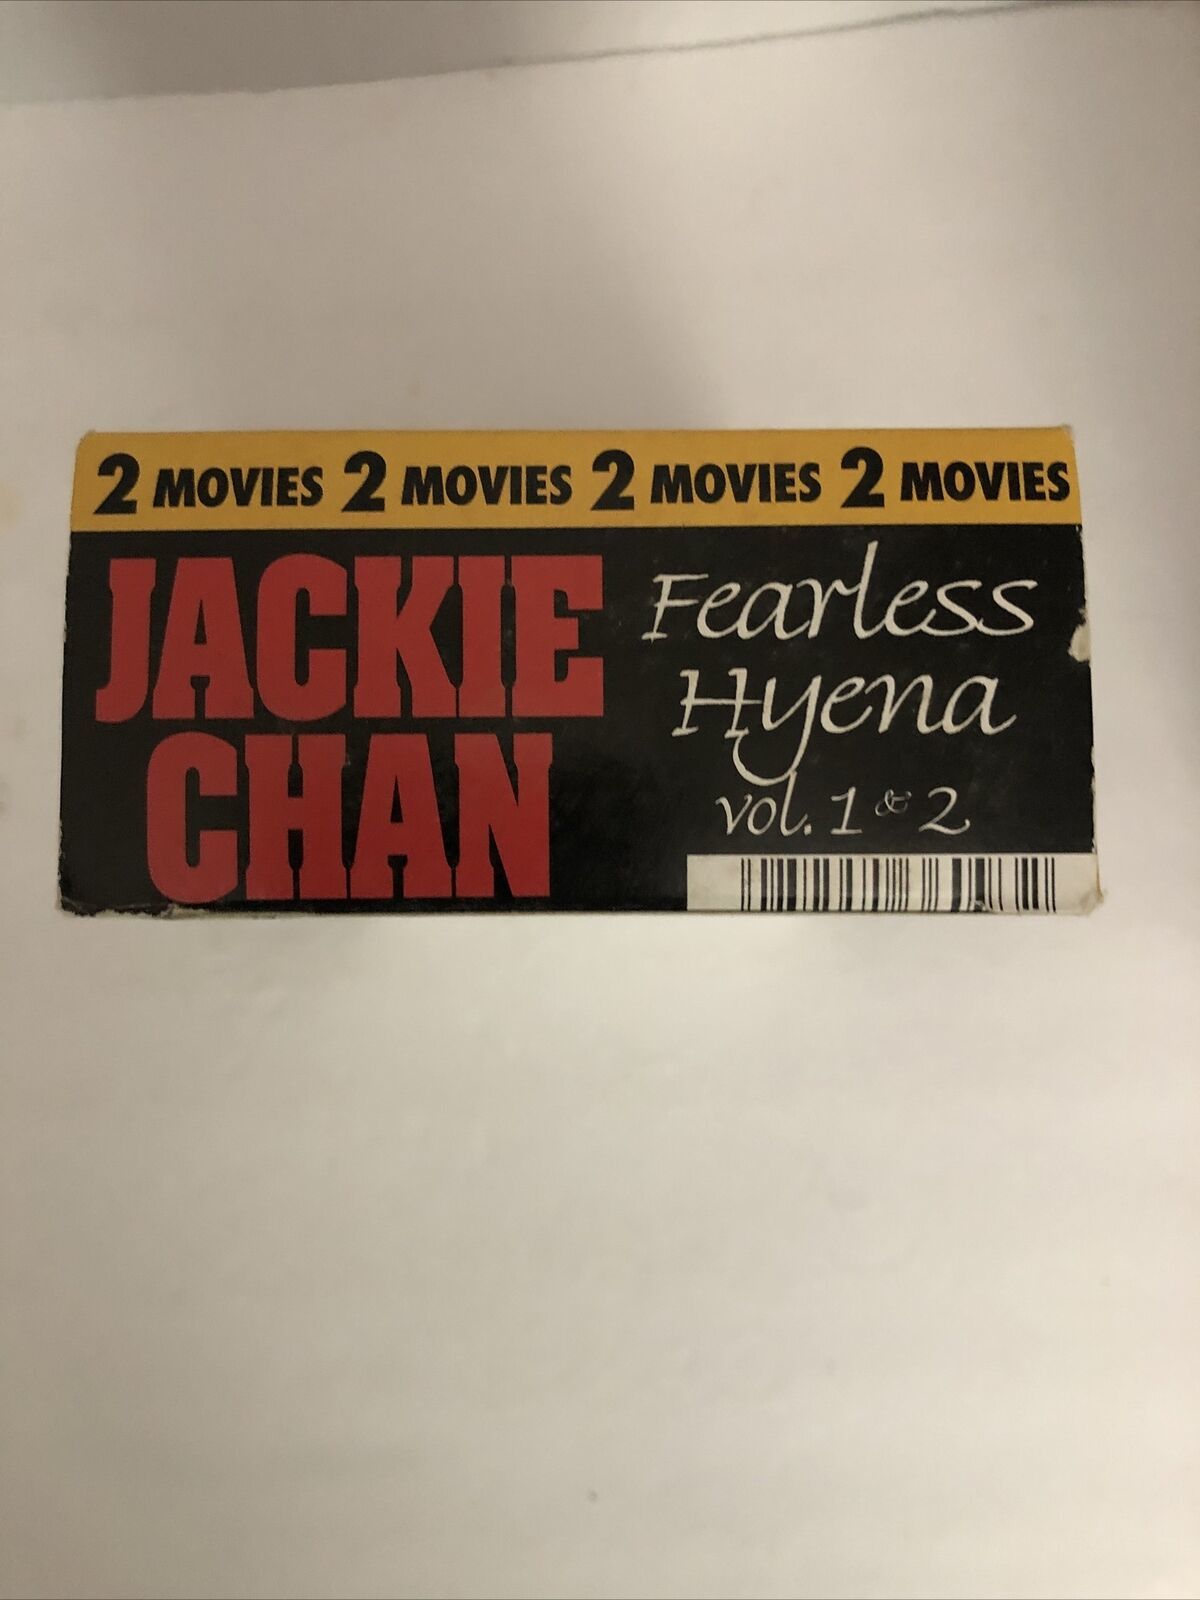 2 MOVIES 2 MOVIES 2 MOVIES 2 MOVIES
JACKIE
CHAN
Fearless
Hyena
vol. 1 & 2